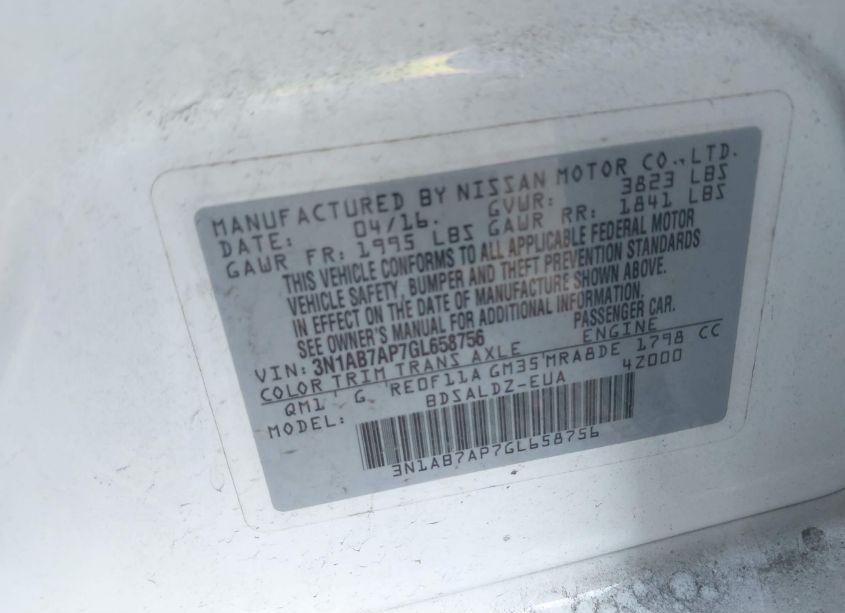 MANUFACTURED BY NISSAN MOTOR CO.,LTD.
DATE: 04/16. GVWR: 3823 LBS
GAWR FR: 1995 LBS GAWR RR: 1841 LBS
THIS VEHICLE CONFORMS TO ALL APPLICABLE FEDERAL MOTOR
VEHICLE SAFETY, BUMPER AND THEFT PREVENTION STANDARDS
IN EFFECT ON THE DATE OF MANUFACTURE SHOWN ABOVE.
SEE OWNER'S MANUAL FOR ADDITIONAL INFORMATION.
VIN: 3N1AB7AP7GL658756 PASSENGER CAR.
COLOR TRIM TRANS AXLE ENGINE
QM1 G RE0F11A GM35 MRA8DE 1798 CC
MODEL: BDSALDZ-EUA 42000
3N1AB7AP7GL658756